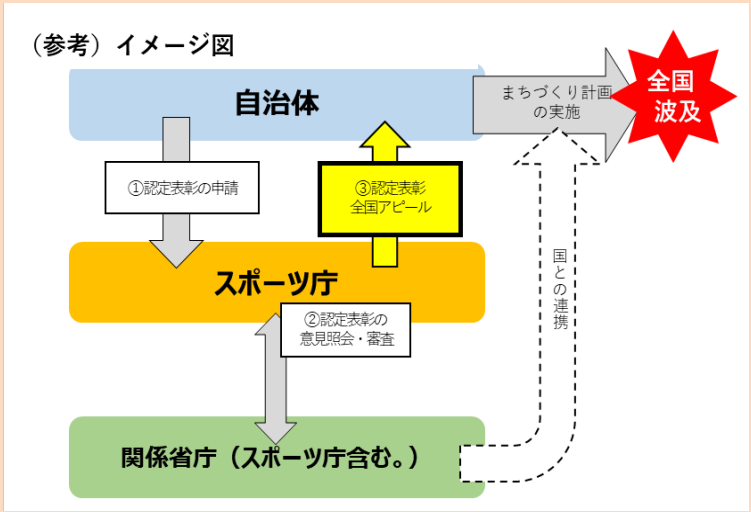 （参考）イメージ図
自治体
まちづくり計画
の実施
全国
波及
①認定表彰の申請
③認定表彰
全国アピール
スポーツ庁
②認定表彰の
意見照会・審査
国との連携
関係省庁（スポーツ庁含む。）